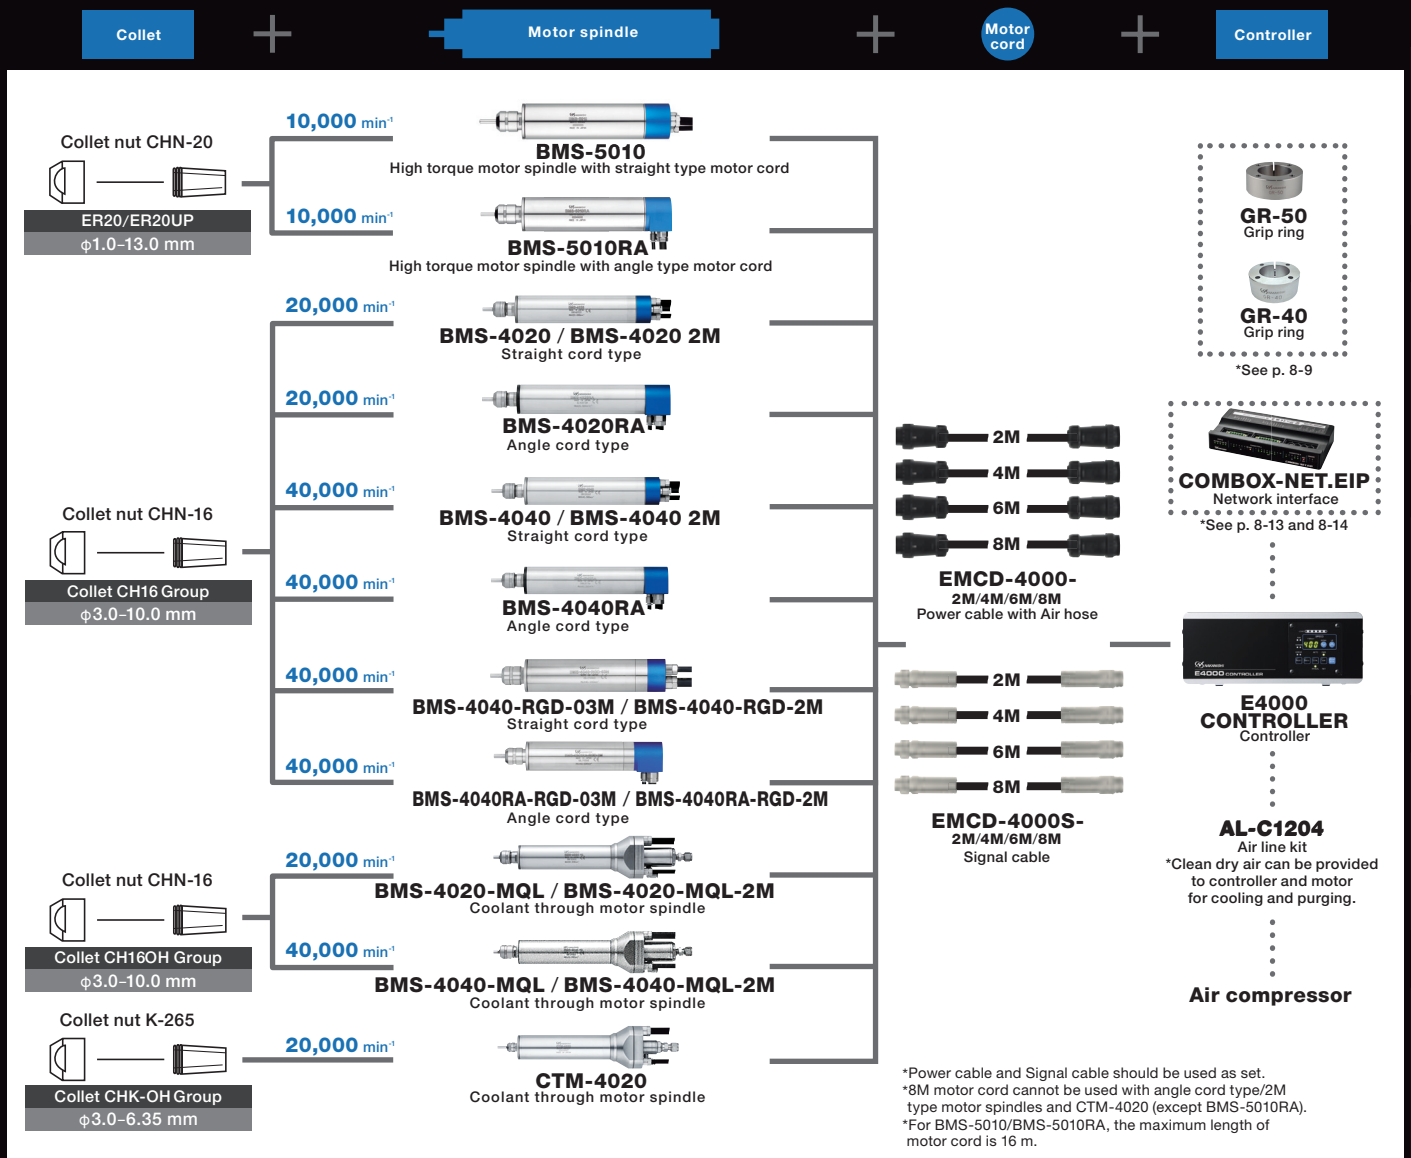 Collet
Motor spindle
Motor
cord
Controller
Collet nut CHN-20
ER20/ER20UP
φ1.0–13.0 mm
10,000 min-1
BMS-5010
High torque motor spindle with straight type motor cord
10,000 min-1
BMS-5010RA
High torque motor spindle with angle type motor cord
Collet nut CHN-16
Collet CH16 Group
φ3.0–10.0 mm
20,000 min-1
BMS-4020 / BMS-4020 2M
Straight cord type
20,000 min-1
BMS-4020RA
Angle cord type
40,000 min-1
BMS-4040 / BMS-4040 2M
Straight cord type
40,000 min-1
BMS-4040RA
Angle cord type
40,000 min-1
BMS-4040-RGD-03M / BMS-4040-RGD-2M
Straight cord type
40,000 min-1
BMS-4040RA-RGD-03M / BMS-4040RA-RGD-2M
Angle cord type
Collet nut CHN-16
Collet CH16OH Group
φ3.0–10.0 mm
20,000 min-1
BMS-4020-MQL / BMS-4020-MQL-2M
Coolant through motor spindle
40,000 min-1
BMS-4040-MQL / BMS-4040-MQL-2M
Coolant through motor spindle
Collet nut K-265
Collet CHK-OH Group
φ3.0–6.35 mm
20,000 min-1
CTM-4020
Coolant through motor spindle
2M
4M
6M
8M
EMCD-4000-
2M/4M/6M/8M
Power cable with Air hose
2M
4M
6M
8M
EMCD-4000S-
2M/4M/6M/8M
Signal cable
GR-50
Grip ring
GR-40
Grip ring
*See p. 8-9
COMBOX-NET.EIP
Network interface
*See p. 8-13 and 8-14
E4000 CONTROLLER
E4000
CONTROLLER
Controller
AL-C1204
Air line kit
*Clean dry air can be provided
to controller and motor
for cooling and purging.
Air compressor
*Power cable and Signal cable should be used as set.
*8M motor cord cannot be used with angle cord type/2M
type motor spindles and CTM-4020 (except BMS-5010RA).
*For BMS-5010/BMS-5010RA, the maximum length of
motor cord is 16 m.